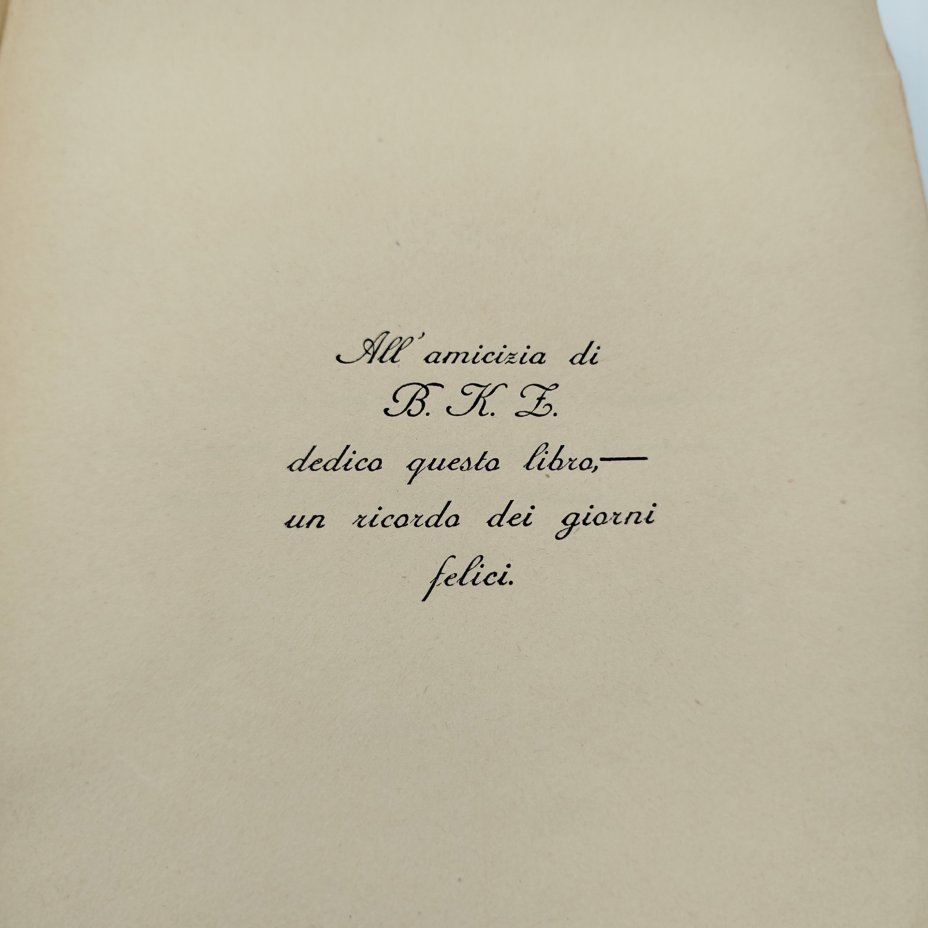 All' amicizia di
B. K. Z.
dedico questo libro,—
un ricordo dei giorni
felici.